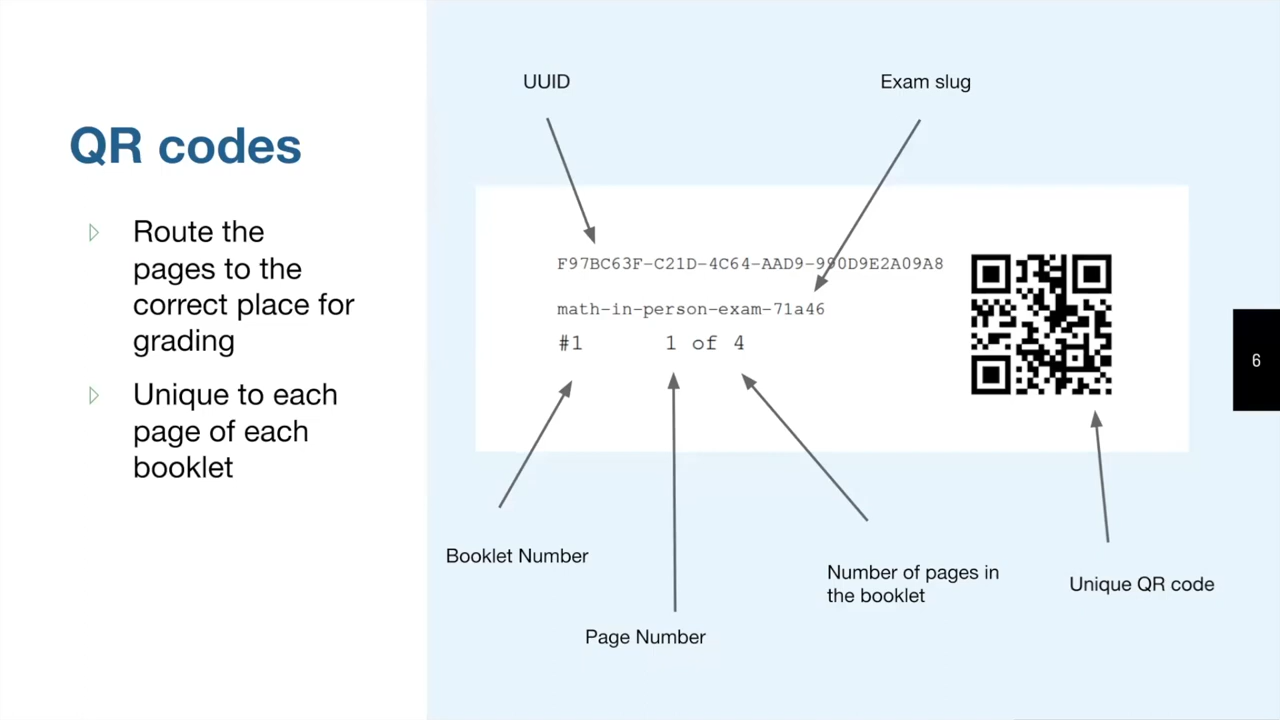 QR codes
Route the
pages to the
correct place for
grading
Unique to each
page of each
booklet
UUID
Exam slug
F97BC63F-C21D-4C64-AAD9-990D9E2A09A8
math-in-person-exam-71a46
#1 1 of 4
Booklet Number
Page Number
Number of pages in
the booklet
Unique QR code
6